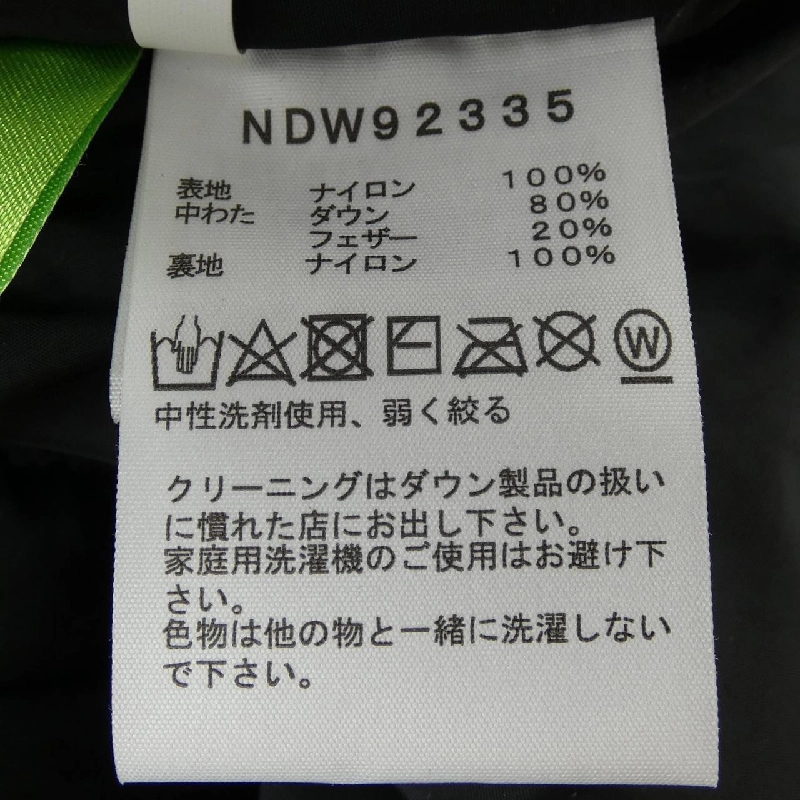 NDW92335
表地 ナイロン 100%
中わた ダウン 80%
フェザー 20%
裏地 ナイロン 100%
W
中性洗剤使用、弱く絞る
クリーニングはダウン製品の扱い
に慣れた店にお出し下さい。
家庭用洗濯機のご使用はお避け下
さい。
色物は他の物と一緒に洗濯しない
で下さい。